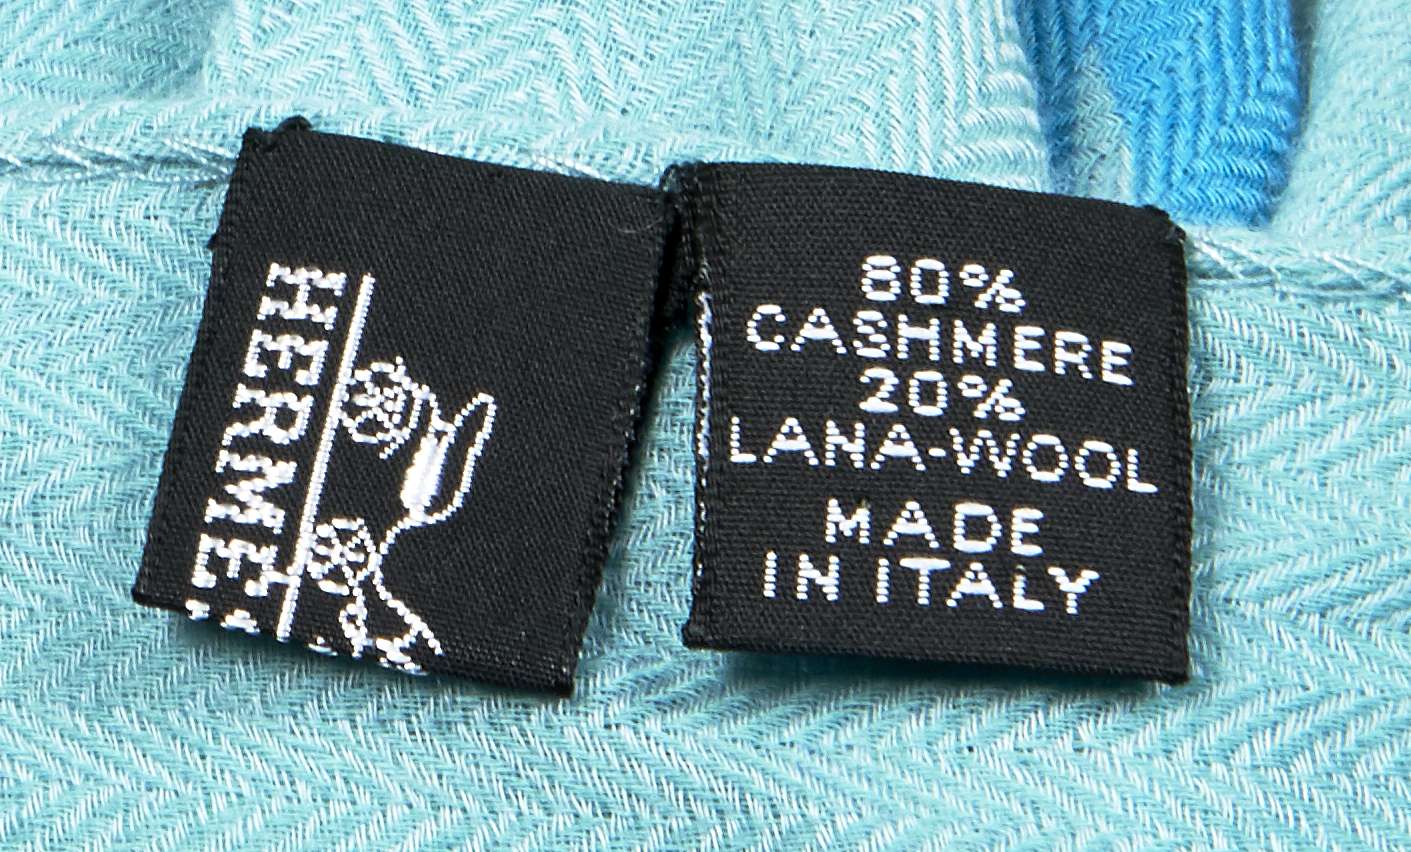 HERME
80%
CASHMERE
20%
LANA-WOOL
MADE
IN ITALY